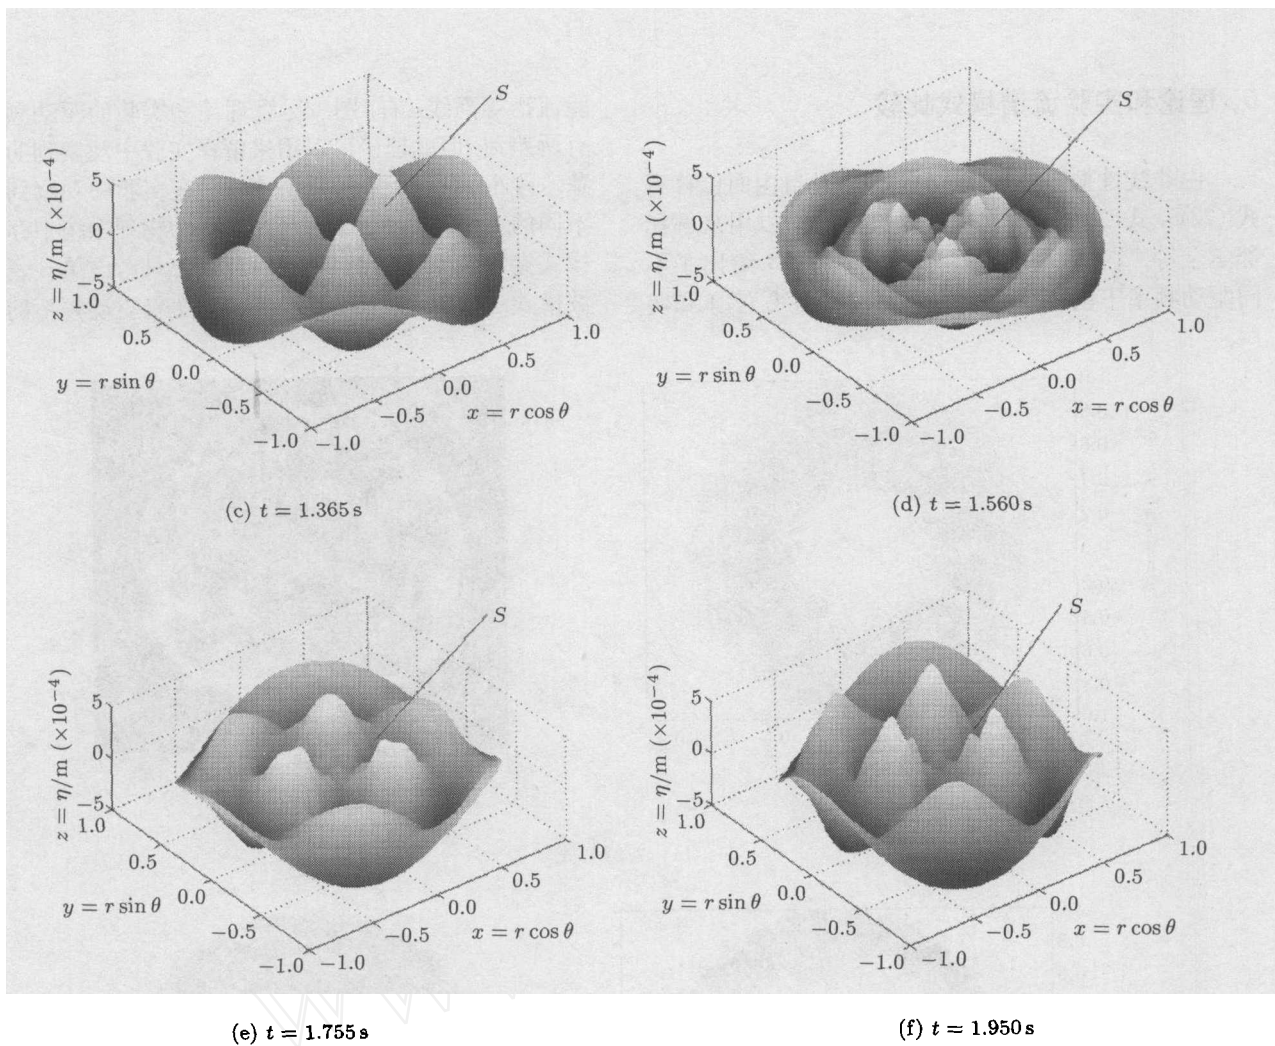 S
z = η/m (×10⁻⁴)
5
0
−5
1.0
0.5
0.0
−0.5
−1.0
y = r sin θ
−1.0
−0.5
0.0
0.5
1.0
x = r cos θ
(c) t = 1.365 s
S
z = η/m (×10⁻⁴)
5
0
−5
1.0
0.5
0.0
−0.5
−1.0
y = r sin θ
−1.0
−0.5
0.0
0.5
1.0
x = r cos θ
(d) t = 1.560 s
S
z = η/m (×10⁻⁴)
5
0
−5
1.0
0.5
0.0
−0.5
−1.0
y = r sin θ
−1.0
−0.5
0.0
0.5
1.0
x = r cos θ
(e) t = 1.755 s
S
z = η/m (×10⁻⁴)
5
0
−5
1.0
0.5
0.0
−0.5
−1.0
y = r sin θ
−1.0
−0.5
0.0
0.5
1.0
x = r cos θ
(f) t = 1.950 s